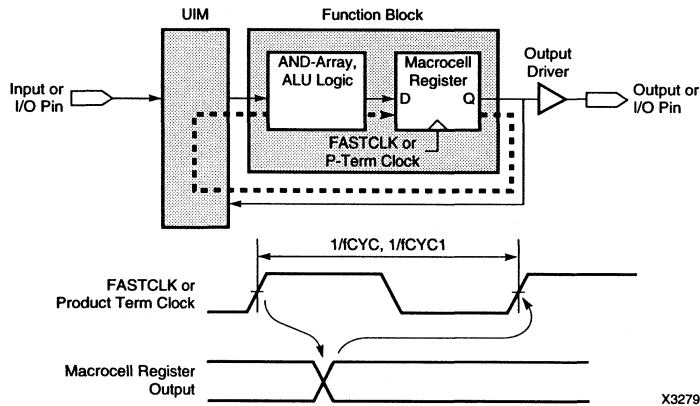 UIM
Function Block
AND-Array,
ALU Logic
Macrocell
Register
Output
Driver
Input or
I/O Pin
D
Q
Output or
I/O Pin
FASTCLK or
P-Term Clock
1/fCYC, 1/fCYC1
FASTCLK or
Product Term Clock
Macrocell Register
Output
X3279